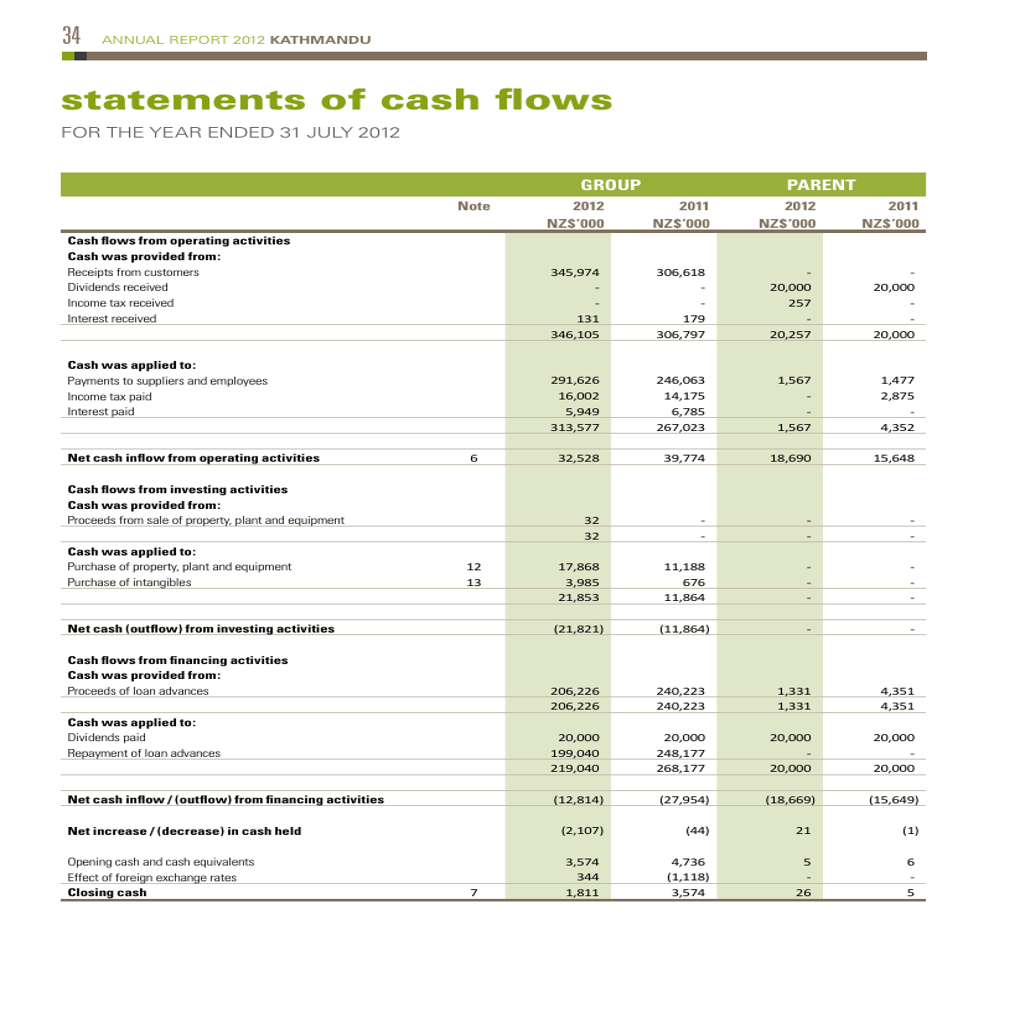 34 ANNUAL REPORT 2012 KATHMANDU
statements of cash flows
FOR THE YEAR ENDED 31 JULY 2012
GROUP PARENT
Note 2012 2011 2012 2011
NZ$'000 NZ$'000 NZ$'000 NZ$'000
Cash flows from operating activities
Cash was provided from:
Receipts from customers 345,974 306,618 - -
Dividends received - - 20,000 20,000
Income tax received - - 257 -
Interest received 131 179 - -
346,105 306,797 20,257 20,000
Cash was applied to:
Payments to suppliers and employees 291,626 246,063 1,567 1,477
Income tax paid 16,002 14,175 - 2,875
Interest paid 5,949 6,785 - -
313,577 267,023 1,567 4,352
Net cash inflow from operating activities 6 32,528 39,774 18,690 15,648
Cash flows from investing activities
Cash was provided from:
Proceeds from sale of property, plant and equipment 32 - - -
32 - - -
Cash was applied to:
Purchase of property, plant and equipment 12 17,868 11,188 - -
Purchase of intangibles 13 3,985 676 - -
21,853 11,864 - -
Net cash (outflow) from investing activities (21,821) (11,864) - -
Cash flows from financing activities
Cash was provided from:
Proceeds of loan advances 206,226 240,223 1,331 4,351
206,226 240,223 1,331 4,351
Cash was applied to:
Dividends paid 20,000 20,000 20,000 20,000
Repayment of loan advances 199,040 248,177 - -
219,040 268,177 20,000 20,000
Net cash inflow / (outflow) from financing activities (12,814) (27,954) (18,669) (15,649)
Net increase / (decrease) in cash held (2,107) (44) 21 (1)
Opening cash and cash equivalents 3,574 4,736 5 6
Effect of foreign exchange rates 344 (1,118) - -
Closing cash 7 1,811 3,574 26 5